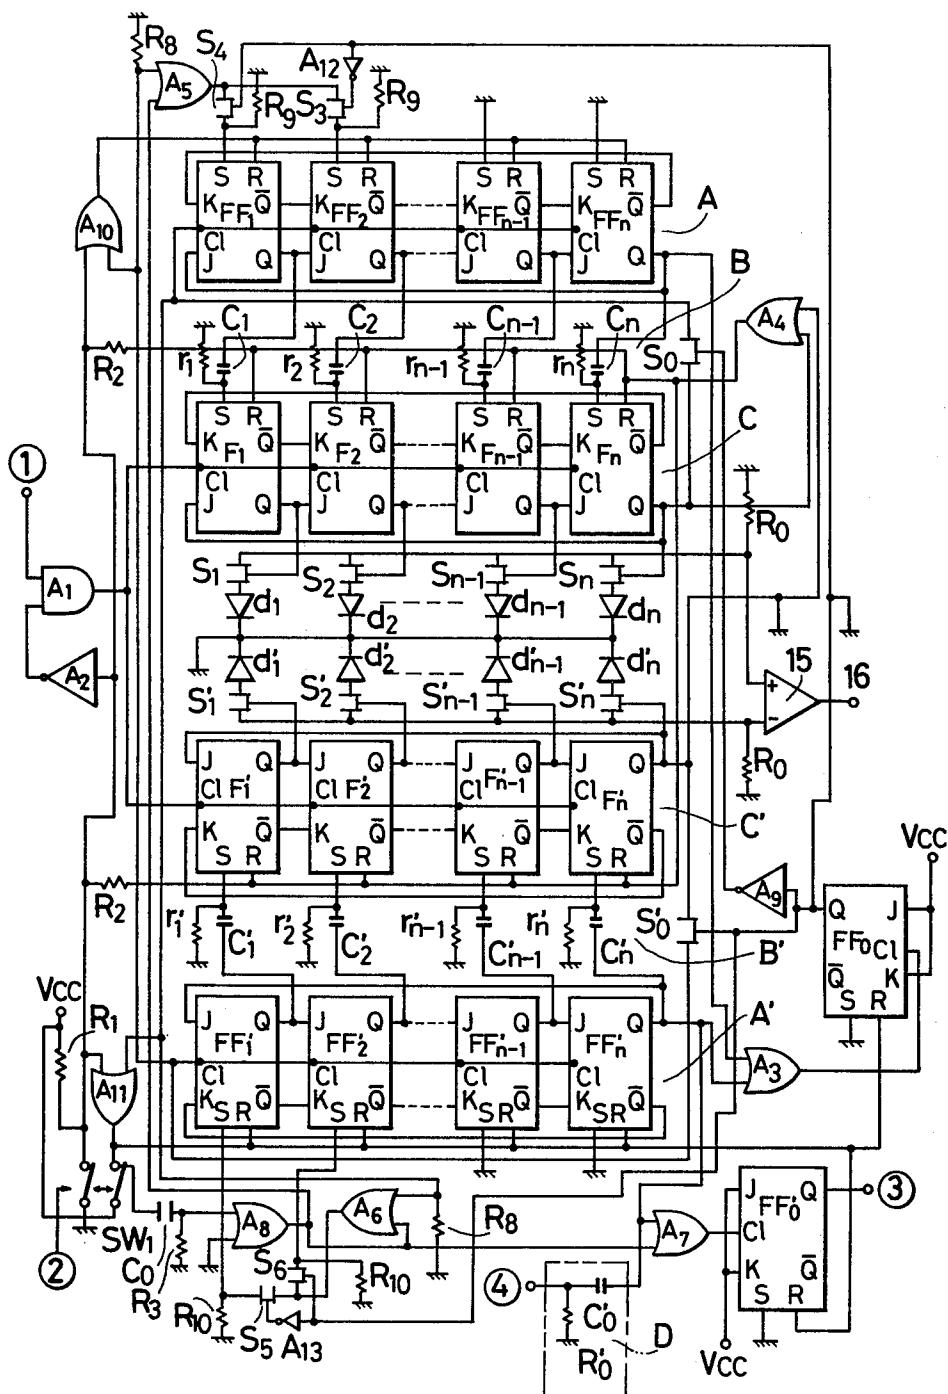 R8 S4 A12
A5 R9 S3 R9
S R S R S R S R
K FF1 Q̅ K FF2 Q̅ K FFn-1 Q̅ K FFn Q̅ A
A10
Cl Cl Cl Cl
J Q J Q J Q J Q
B
C1 C2 Cn-1 Cn A4
R2 r1 r2 rn-1 rn S0
S R S R S R S R
K F1 Q̅ K F2 Q̅ K Fn-1 Q̅ K Fn Q̅ C
①
Cl Cl Cl Cl
J Q J Q J Q J Q
R0
S1 S2 Sn-1 Sn
A1 d1 d2 dn-1 dn
A2 d'1 d'2 d'n-1 d'n 15 16
S'1 S'2 S'n-1 S'n + -
R0
J Q J Q J Q J Q
Cl F'1 Cl F'2 Cl F'n-1 Cl F'n
K Q̅ K Q̅ K Q̅ K Q̅ C'
S R S R S R S R
VCC
R2 A9
r'1 C'1 r'2 C'2 r'n-1 C'n-1 r'n C'n S'0 B'
Q J
FF0 Cl
Q̅ K
S R
VCC R1
J Q J Q J Q J Q A'
FF'1 FF'2 FF'n-1 FF'n
Cl Cl Cl Cl A3
A11
K S R Q̅ K S R Q̅ K S R Q̅ K S R Q̅
J FF'0 Q ③
SW1 A8 A6 R8 A7 Cl
② C0 R3 S6 R10 ④ K Q̅
R10 S5 A13 C'0 D S R
R'0 VCC